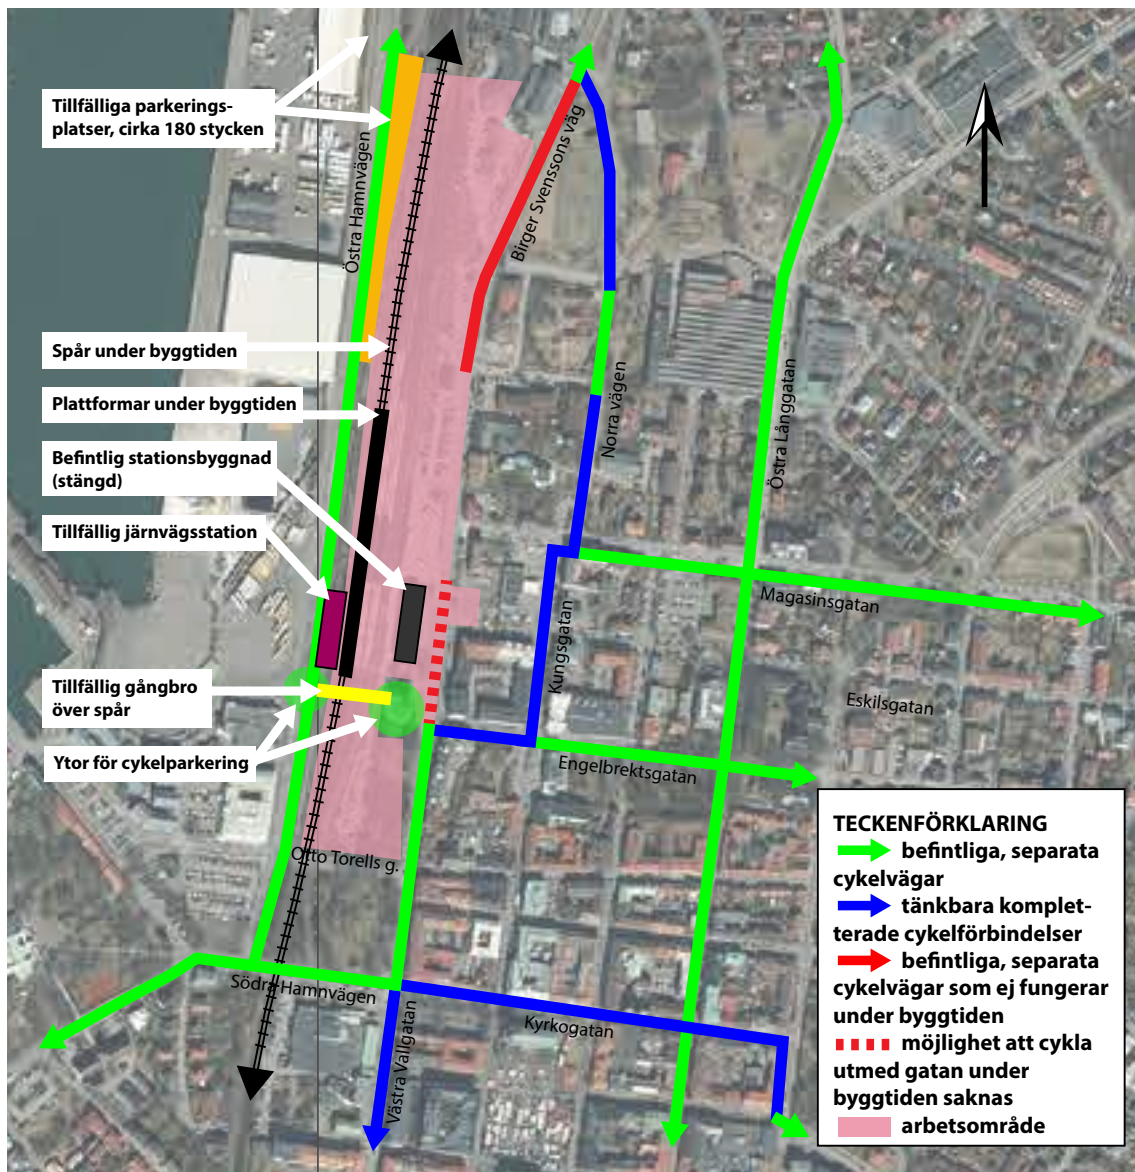 Tillfälliga parkerings-
platser, cirka 180 stycken
Östra Hamnvägen
Birger Svenssons väg
Spår under byggtiden
Plattformar under byggtiden
Befintlig stationsbyggnad
(stängd)
Norra vägen
Östra Långgatan
Tillfällig järnvägsstation
Magasinsgatan
Kungsgatan
Eskilsgatan
Tillfällig gångbro
över spår
Ytor för cykelparkering
Engelbrektsgatan
Otto Torells g.
Södra Hamnvägen
Kyrkogatan
Västra Vallgatan
TECKENFÖRKLARING
befintliga, separata
cykelvägar
tänkbara komplet-
terade cykelförbindelser
befintliga, separata
cykelvägar som ej fungerar
under byggtiden
möjlighet att cykla
utmed gatan under
byggtiden saknas
arbetsområde